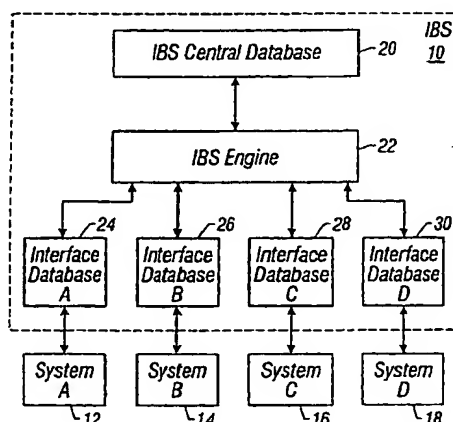 IBS
10
IBS Central Database
20
IBS Engine
22
24
26
28
30
Interface
Database
A
Interface
Database
B
Interface
Database
C
Interface
Database
D
System
A
System
B
System
C
System
D
12
14
16
18